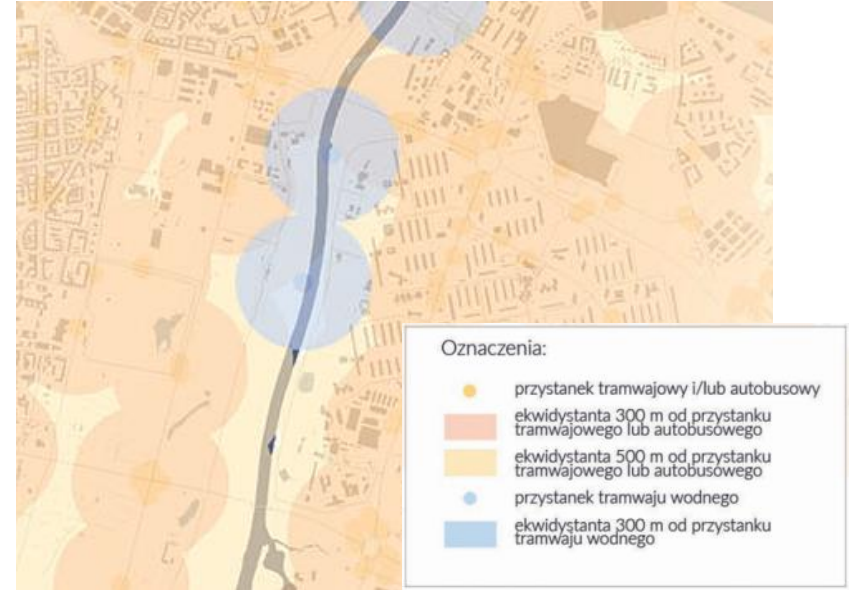 Oznaczenia:
przystanek tramwajowy i/lub autobusowy
ekwidystanta 300 m od przystanku
tramwajowego lub autobusowego
ekwidystanta 500 m od przystanku
tramwajowego lub autobusowego
przystanek tramwaju wodnego
ekwidystanta 300 m od przystanku
tramwaju wodnego